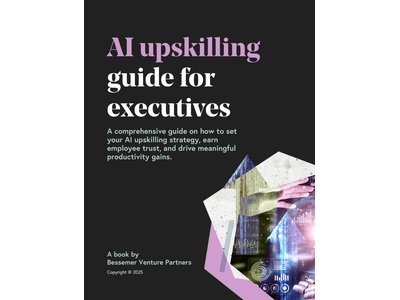 AI upskilling
guide for
executives
A comprehensive guide on how to set
your AI upskilling strategy, earn
employee trust, and drive meaningful
productivity gains.
A book by
Bessemer Venture Partners
Copyright © 2025